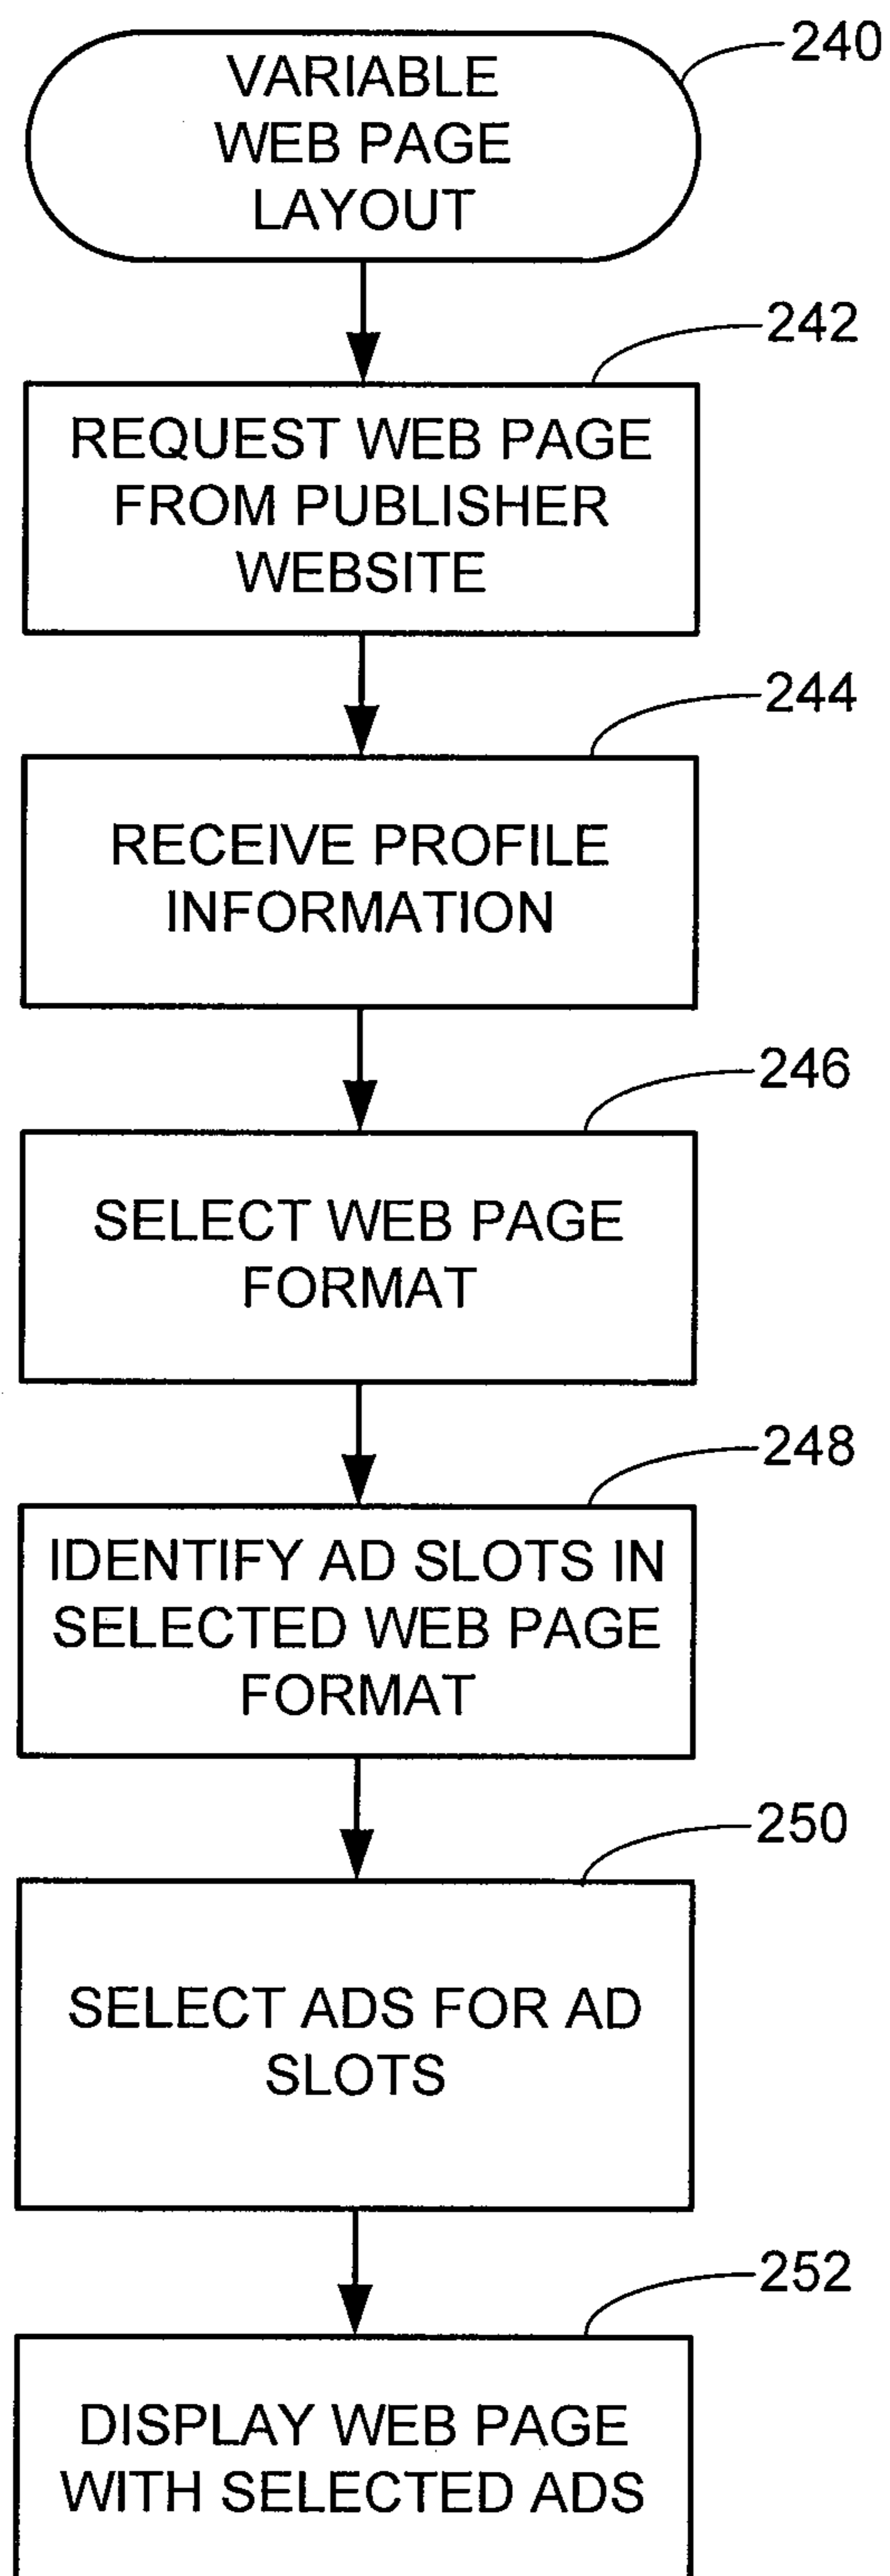 240
VARIABLE
WEB PAGE
LAYOUT
242
REQUEST WEB PAGE
FROM PUBLISHER
WEBSITE
244
RECEIVE PROFILE
INFORMATION
246
SELECT WEB PAGE
FORMAT
248
IDENTIFY AD SLOTS IN
SELECTED WEB PAGE
FORMAT
250
SELECT ADS FOR AD
SLOTS
252
DISPLAY WEB PAGE
WITH SELECTED ADS